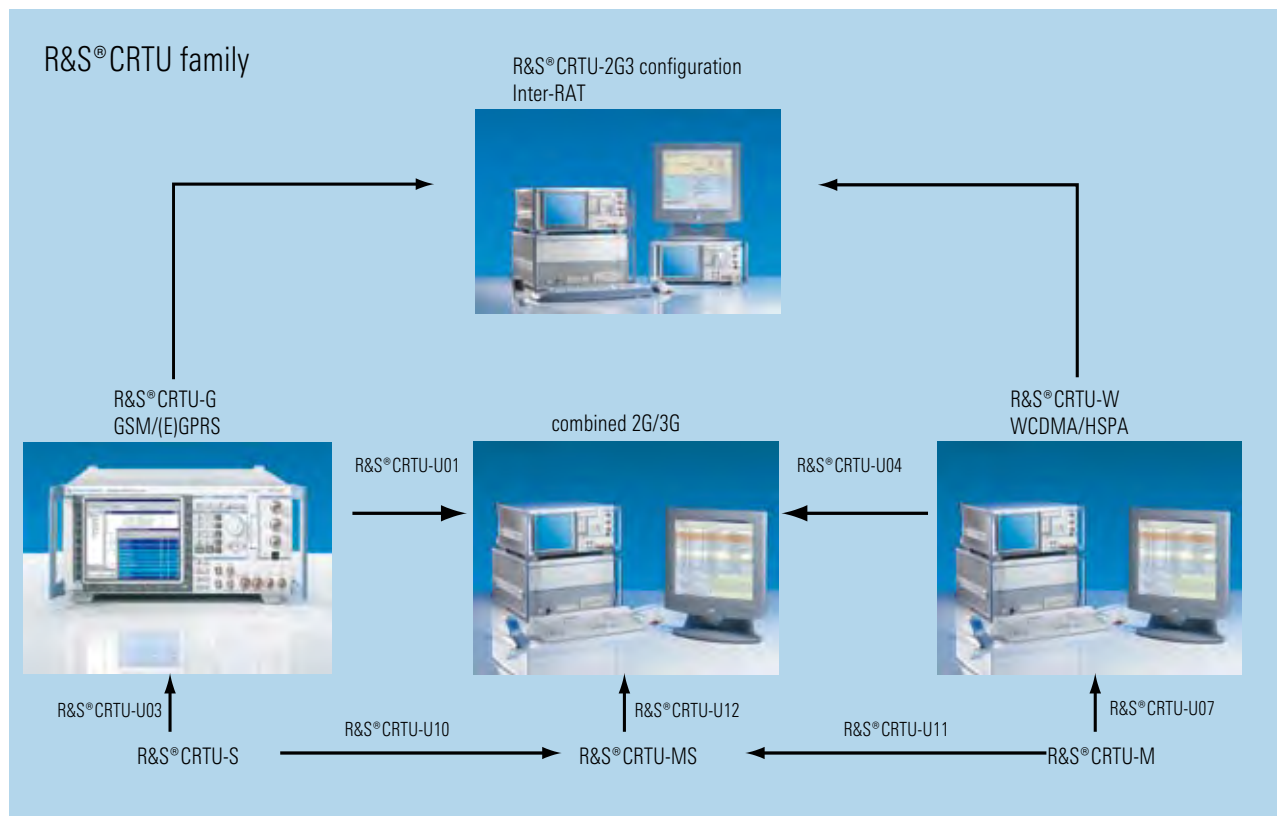 R&S®CRTU family
R&S®CRTU-2G3 configuration
Inter-RAT
R&S®CRTU-G
GSM/(E)GPRS
combined 2G/3G
R&S®CRTU-W
WCDMA/HSPA
R&S®CRTU-U01
R&S®CRTU-U04
R&S®CRTU-U03
R&S®CRTU-U10
R&S®CRTU-U12
R&S®CRTU-U11
R&S®CRTU-U07
R&S®CRTU-S
R&S®CRTU-MS
R&S®CRTU-M